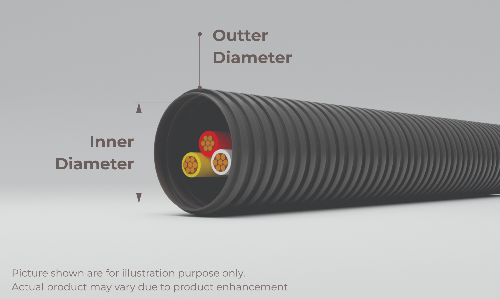 Outter
Diameter
Inner
Diameter
Picture shown are for illustration purpose only.
Actual product may vary due to product enhancement